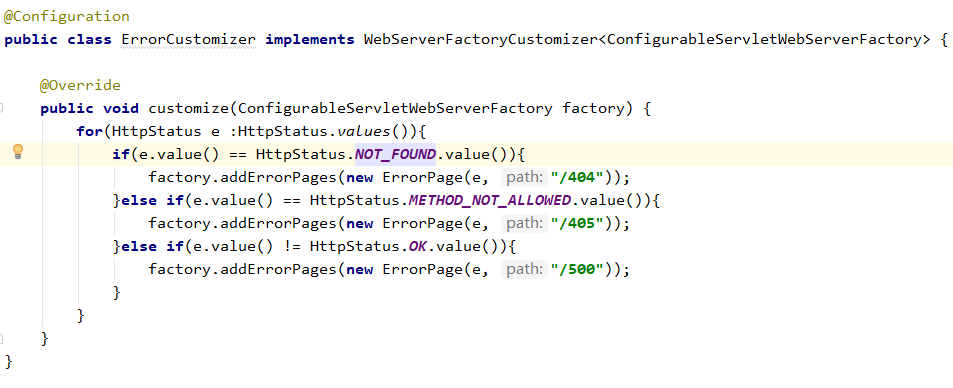 @Configuration
public class ErrorCustomizer implements WebServerFactoryCustomizer<ConfigurableServletWebServerFactory> {
@Override
public void customize(ConfigurableServletWebServerFactory factory) {
for(HttpStatus e :HttpStatus.values()){
if(e.value() == HttpStatus.NOT_FOUND.value()){
factory.addErrorPages(new ErrorPage(e, path: "/404"));
}else if(e.value() == HttpStatus.METHOD_NOT_ALLOWED.value()){
factory.addErrorPages(new ErrorPage(e, path: "/405"));
}else if(e.value() != HttpStatus.OK.value()){
factory.addErrorPages(new ErrorPage(e, path: "/500"));
}
}
}
}